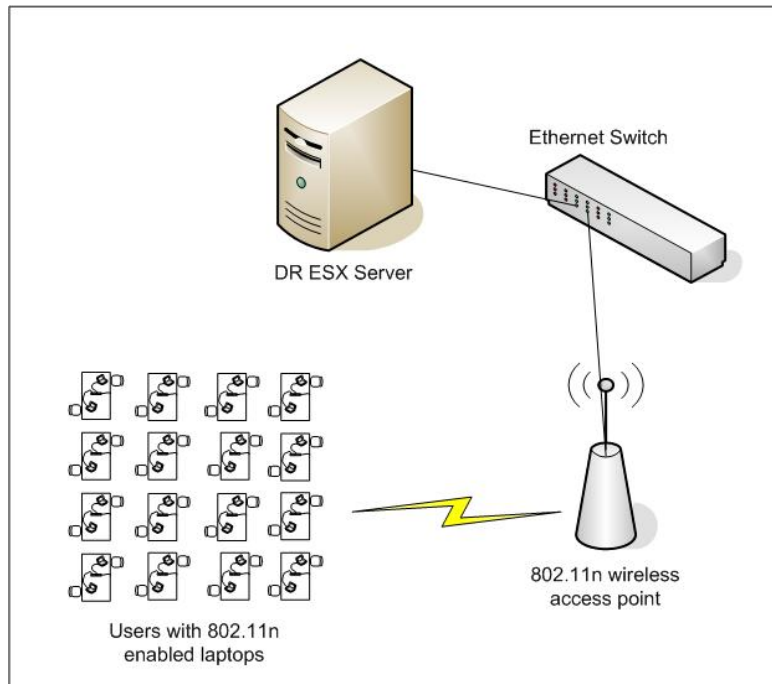 Ethernet Switch
DR ESX Server
802.11n wireless
access point
Users with 802.11n
enabled laptops